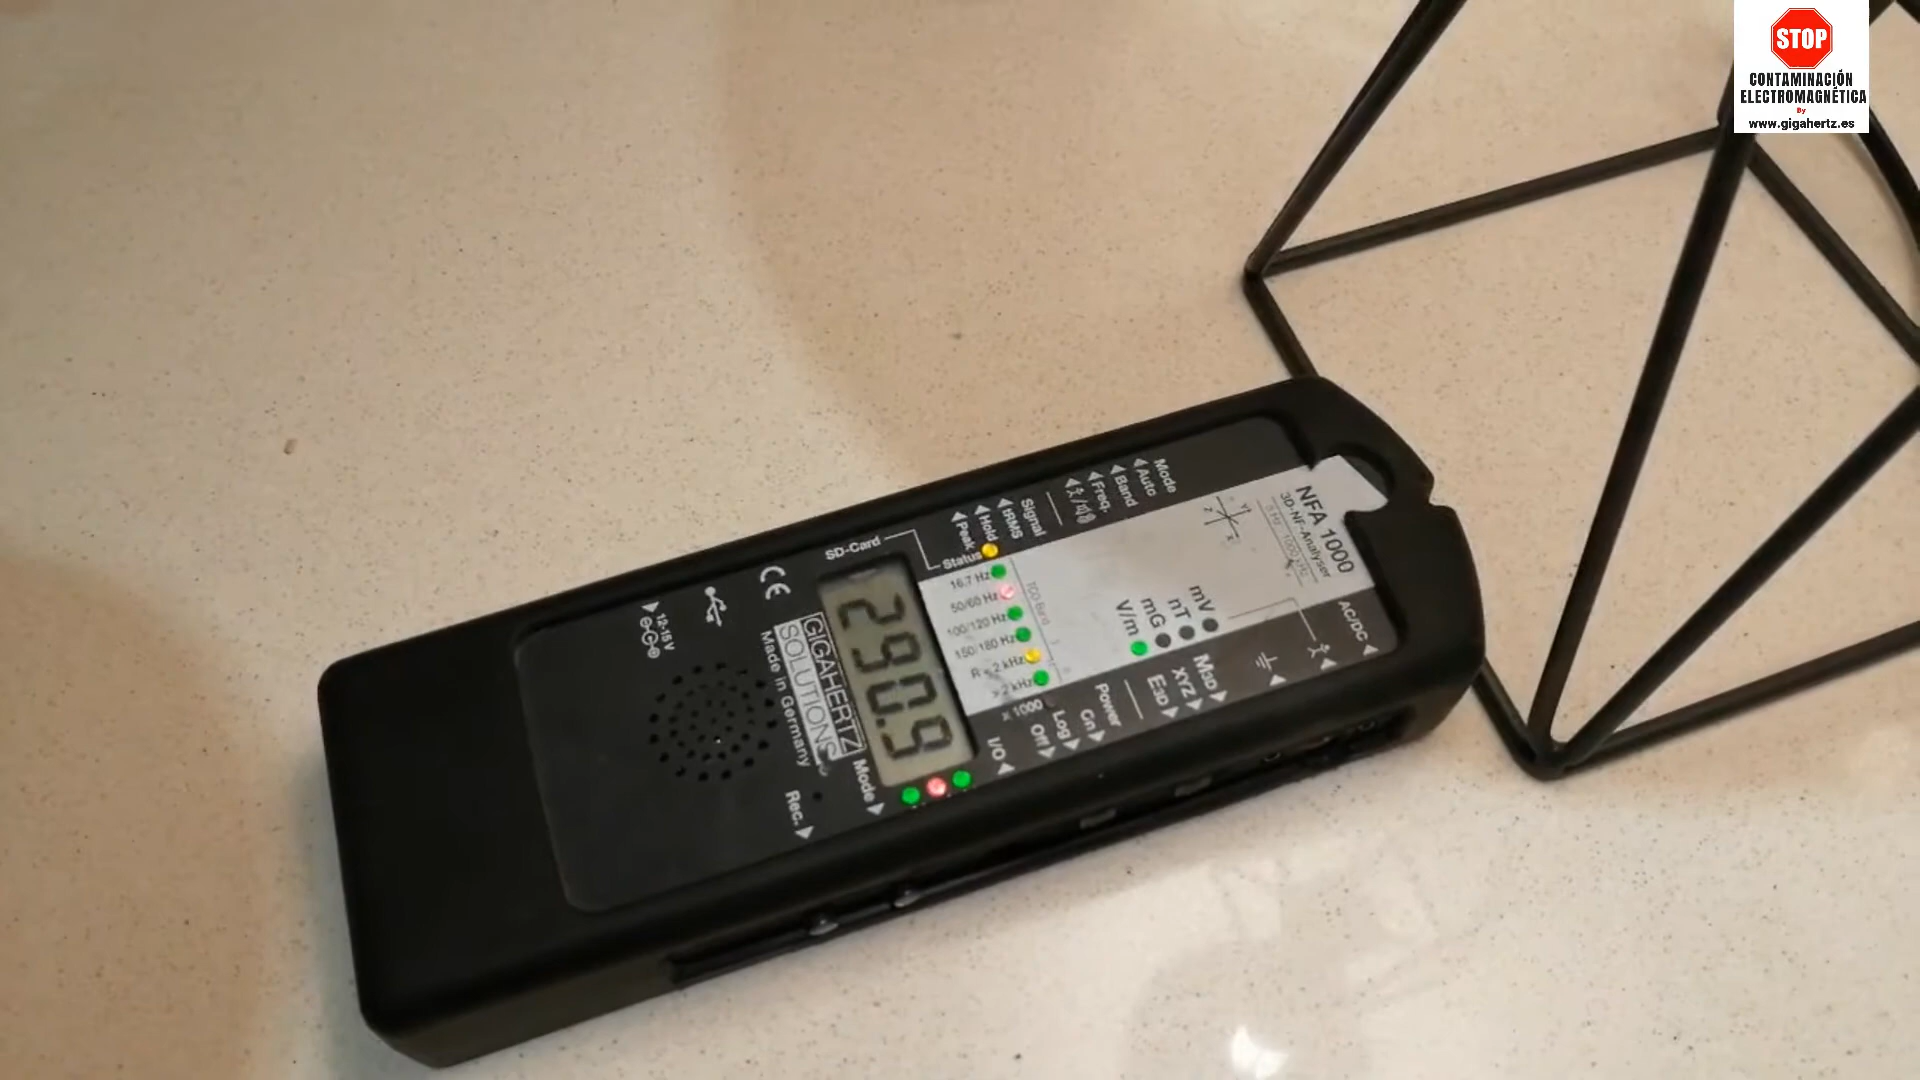 STOP
CONTAMINACIÓN
ELECTROMAGNÉTICA
By
www.gigahertz.es
NFA 1000
3D-NF-Analyser
Mode
Auto
Band
Freq.
Signal
tRMS
Hold
Peak
SD-Card
Status
16.7 Hz
50/60 Hz
100/120 Hz
150/180 Hz
R < 2 kHz
> 2 kHz
x 1000
mV
nT
mG
V/m
AC/DC
M3D
XYZ
E3D
Power
On
Log
Off
I/O
290.9
CE
12-15 V
GIGAHERTZ
SOLUTIONS
Made in Germany
Mode
Rec.